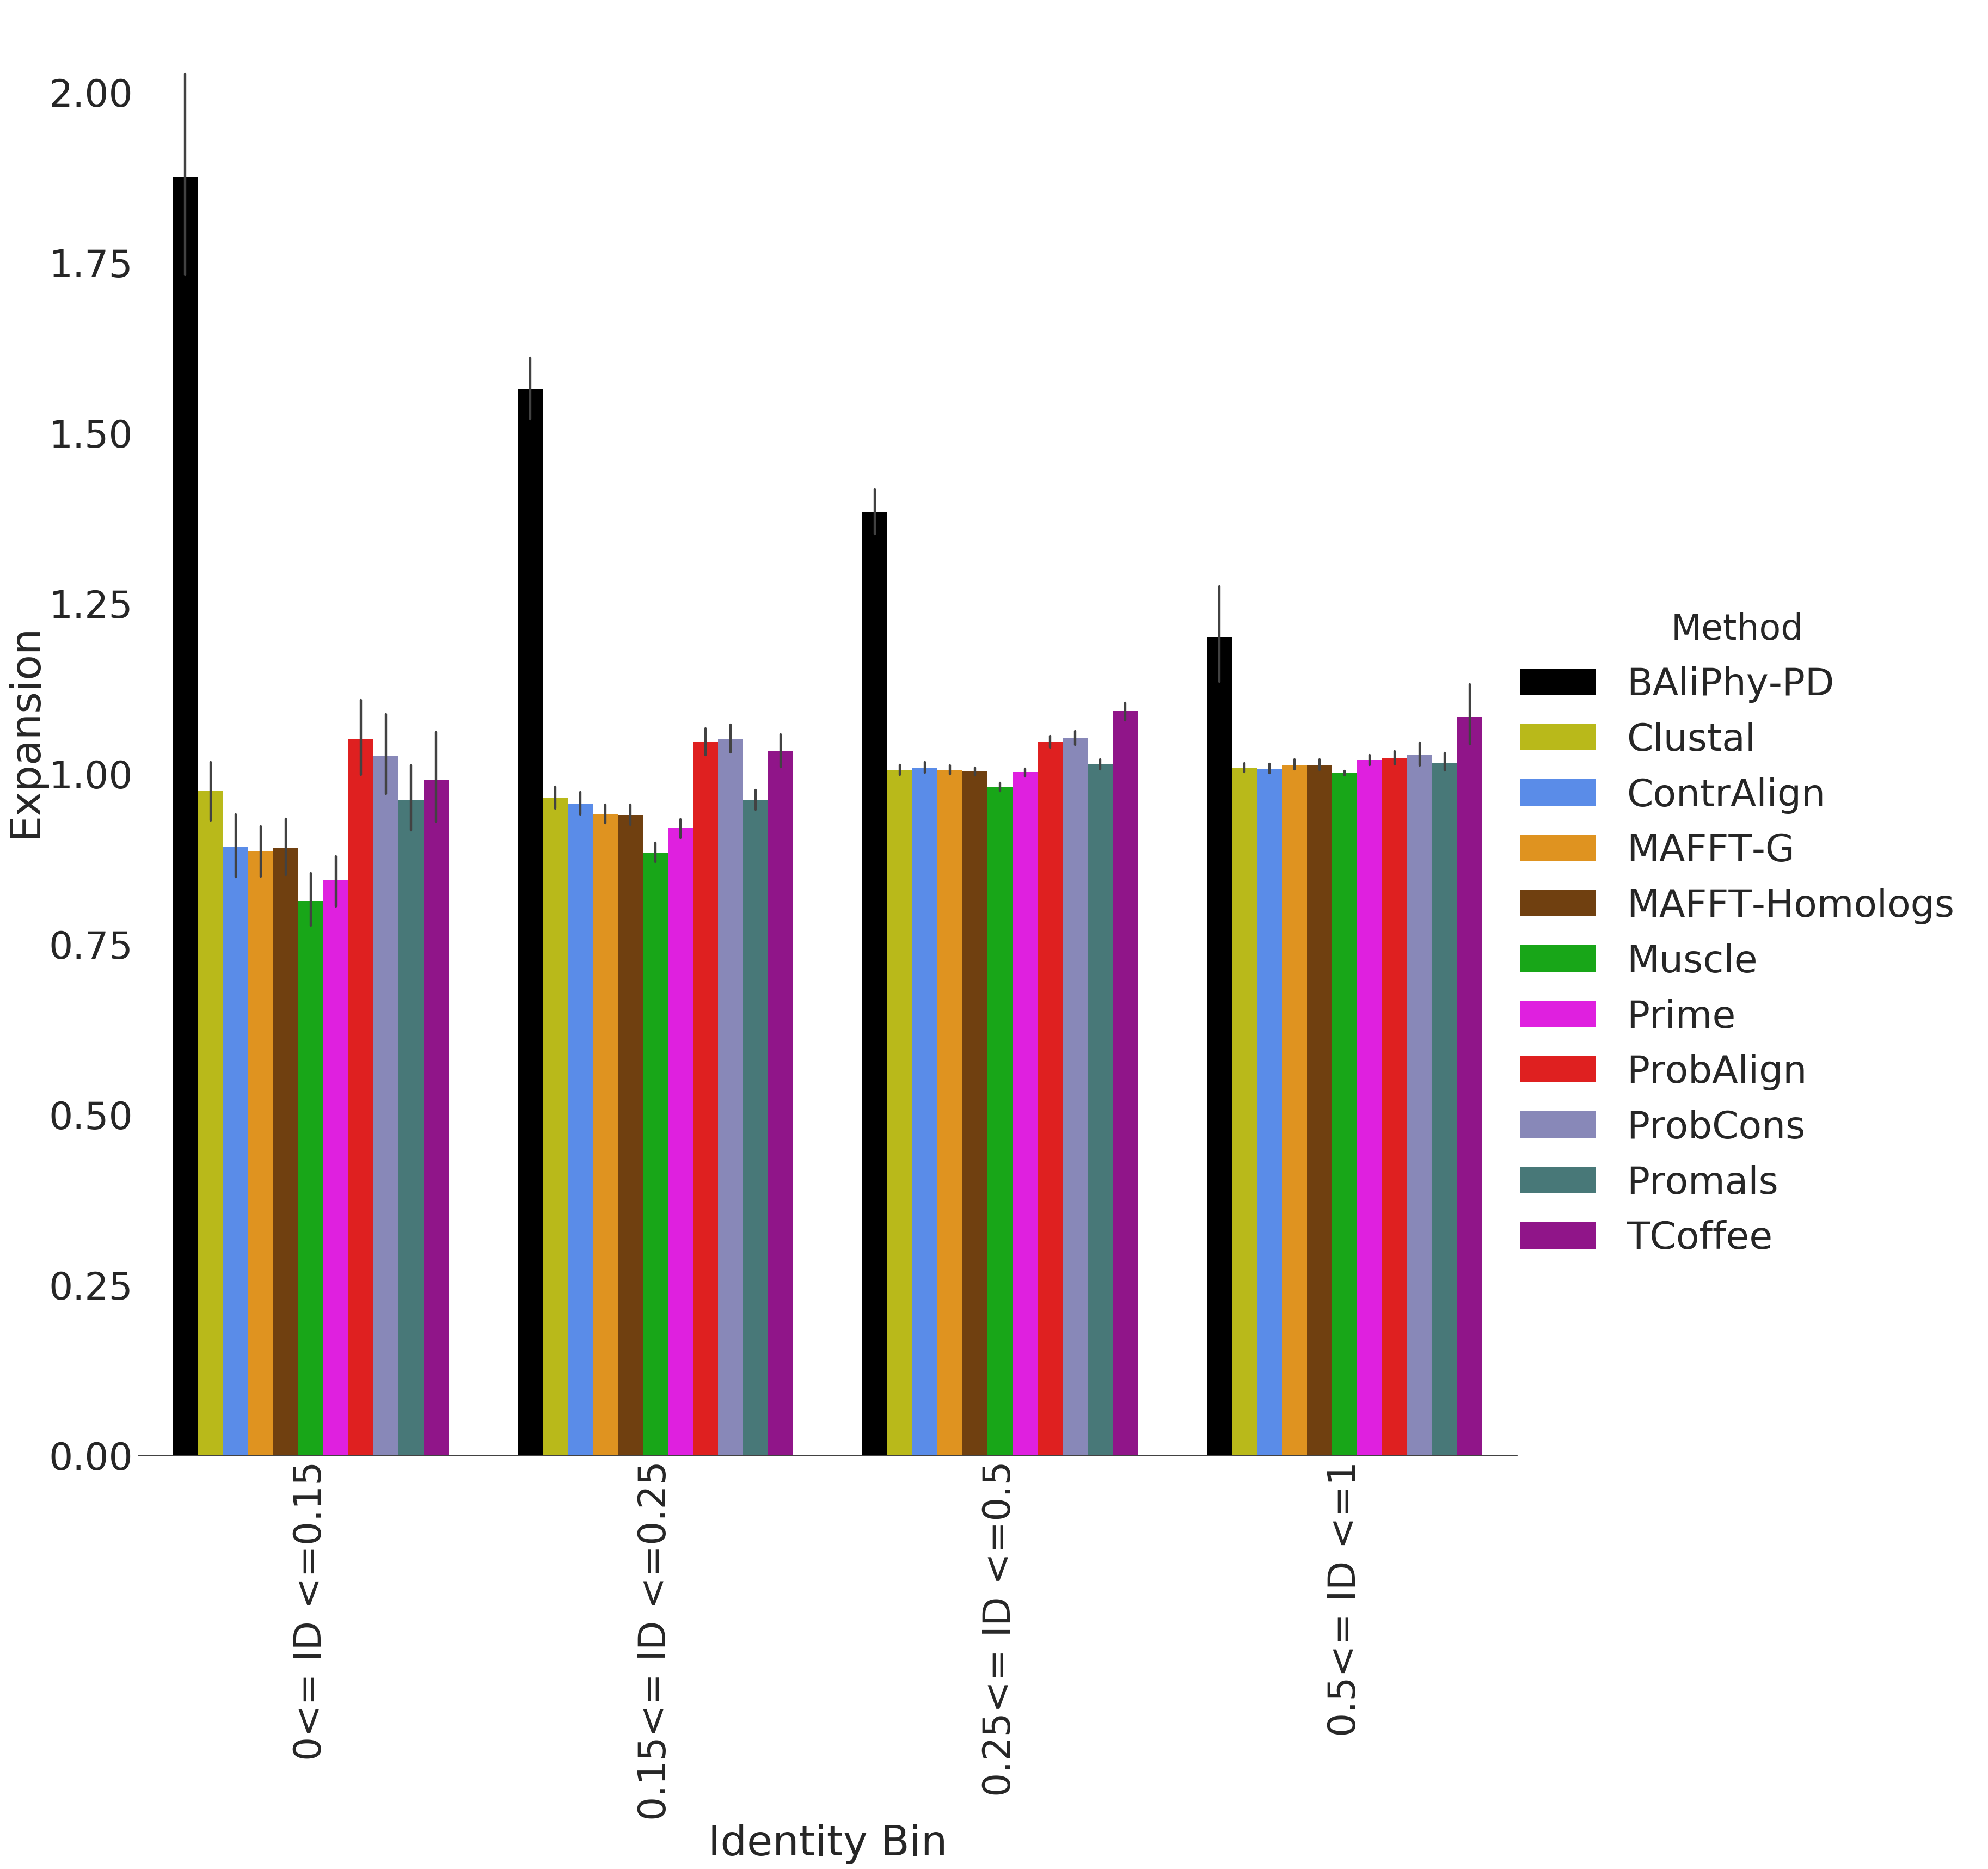 2.00
1.75
1.50
1.25
1.00
0.75
0.50
0.25
0.00
Expansion
0<= ID <=0.15
0.15<= ID <=0.25
0.25<= ID <=0.5
0.5<= ID <=1
Identity Bin
Method
BAliPhy-PD
Clustal
ContrAlign
MAFFT-G
MAFFT-Homologs
Muscle
Prime
ProbAlign
ProbCons
Promals
TCoffee